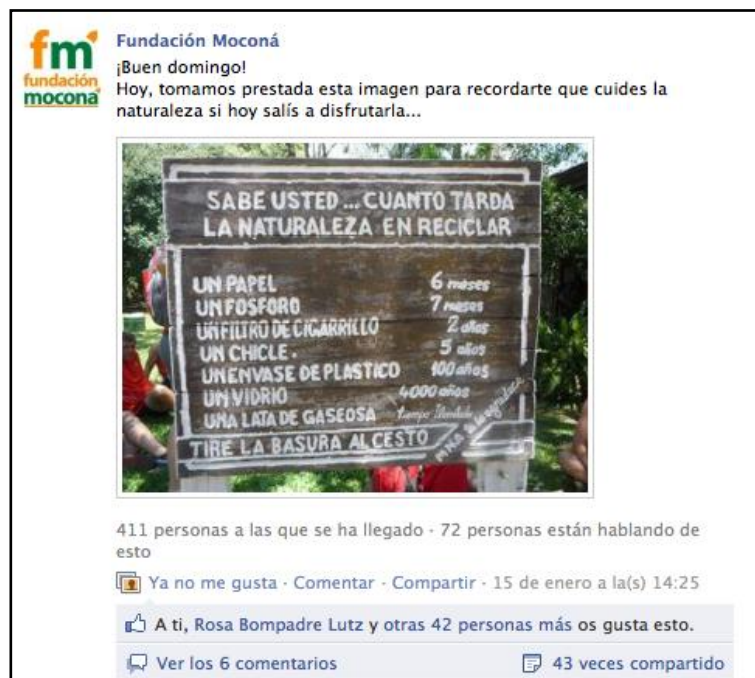 fm
fundación
moconá
Fundación Moconá
¡Buen domingo!
Hoy, tomamos prestada esta imagen para recordarte que cuides la
naturaleza si hoy salís a disfrutarla...
SABE USTED ... CUANTO TARDA
LA NATURALEZA EN RECICLAR
UN PAPEL 6 meses
UN FOSFORO 7 meses
UN FILTRO DE CIGARRILLO 2 años
UN CHICLE. 5 años
UN ENVASE DE PLASTICO 100 años
UN VIDRIO 4000 años
UNA LATA DE GASEOSA tiempo
TIRE LA BASURA AL CESTO
411 personas a las que se ha llegado · 72 personas están hablando de
esto
Ya no me gusta · Comentar · Compartir · 15 de enero a la(s) 14:25
A ti, Rosa Bompadre Lutz y otras 42 personas más os gusta esto.
Ver los 6 comentarios 43 veces compartido